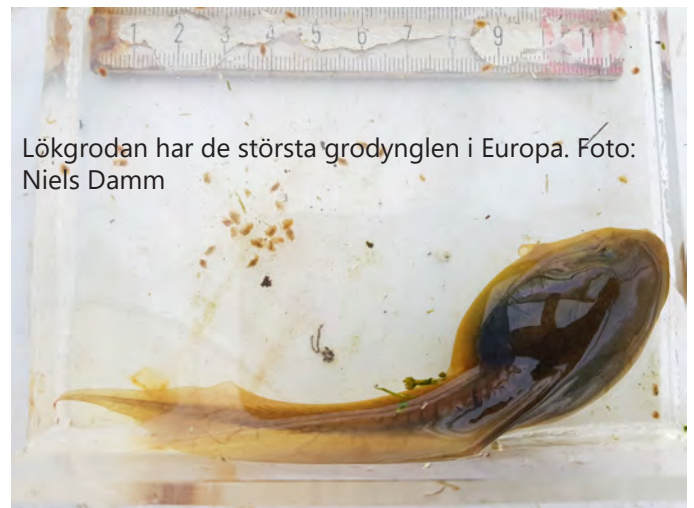 1 2 3 4 5 6 7 8 9 11
Lökgrodan har de största grodynglen i Europa. Foto:
Niels Damm